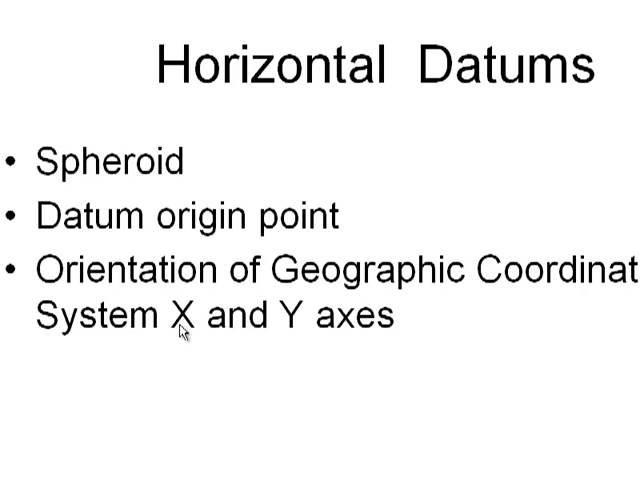 Horizontal Datums
• Spheroid
• Datum origin point
• Orientation of Geographic Coordinat
System X and Y axes